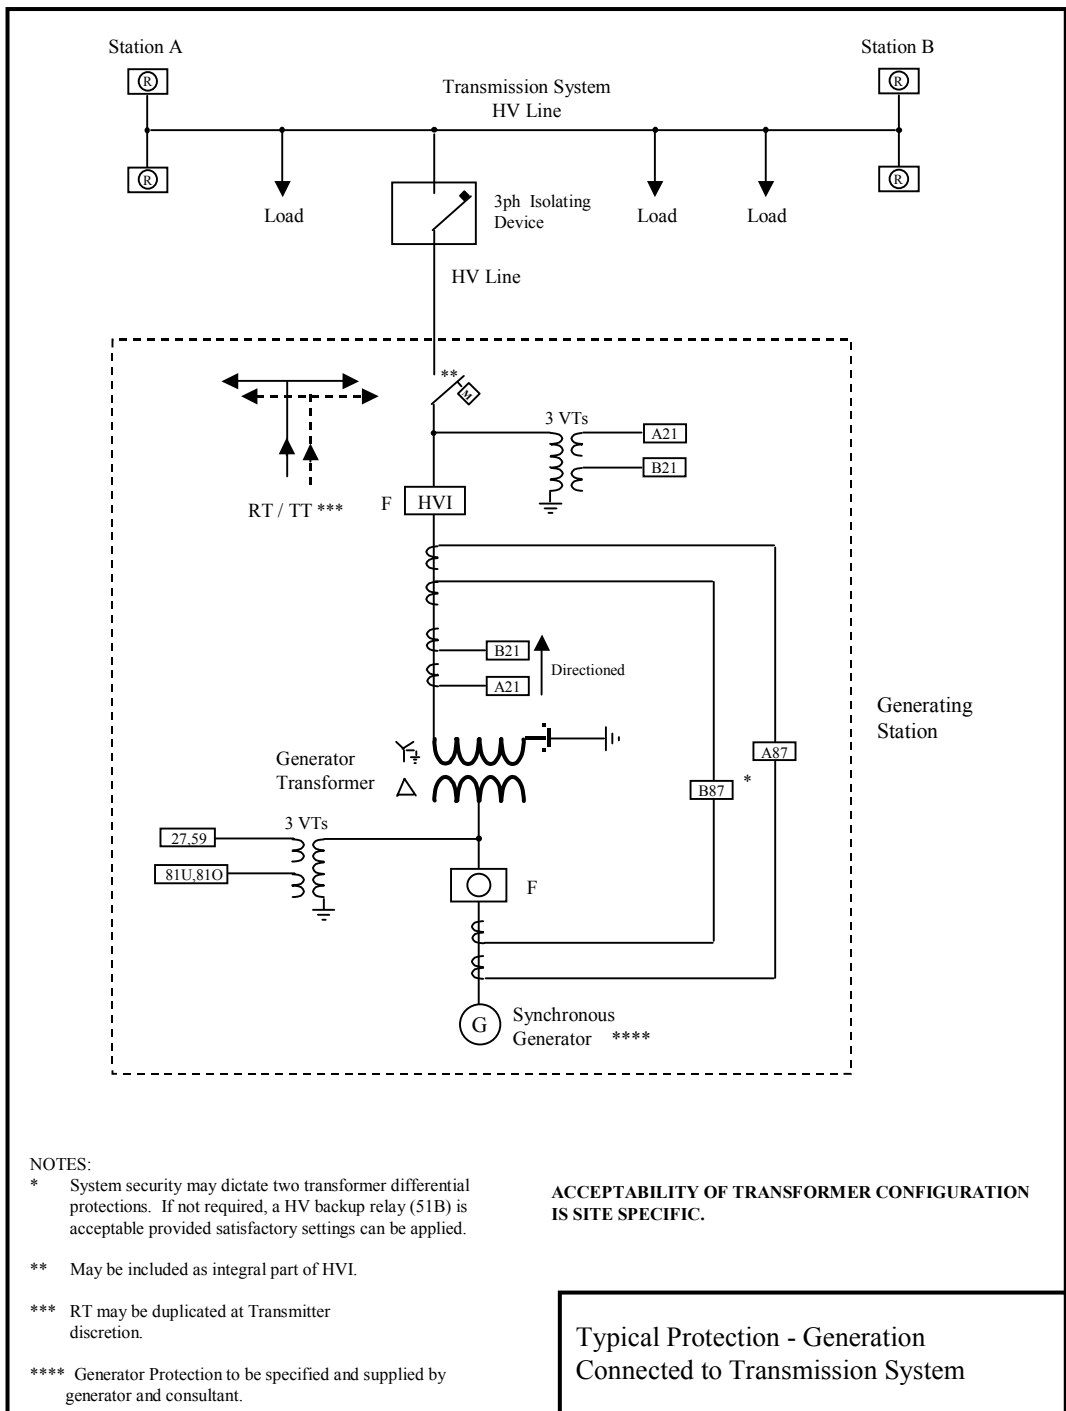 Station A
Station B
R
R
Transmission System
HV Line
R
R
Load
3ph Isolating
Device
Load
Load
HV Line
**
M
3 VTs
A21
B21
RT / TT ***
F
HVI
B21
A21
Directioned
Generating
Station
Generator
Transformer
A87
B87
*
3 VTs
27,59
81U,81O
F
G
Synchronous
Generator ****
NOTES:
* System security may dictate two transformer differential
protections. If not required, a HV backup relay (51B) is
acceptable provided satisfactory settings can be applied.
** May be included as integral part of HVI.
*** RT may be duplicated at Transmitter
discretion.
**** Generator Protection to be specified and supplied by
generator and consultant.
ACCEPTABILITY OF TRANSFORMER CONFIGURATION
IS SITE SPECIFIC.
Typical Protection - Generation
Connected to Transmission System